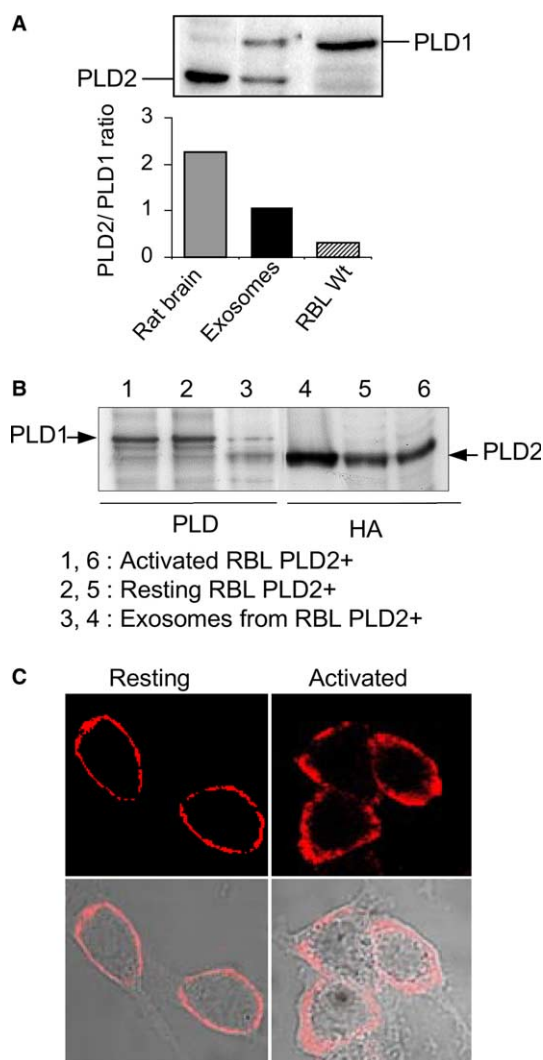 A
PLD2
PLD1
PLD2/ PLD1 ratio
3
2
1
0
Rat brain
Exosomes
RBL Wt
B
1 2 3 4 5 6
PLD1
PLD2
PLD HA
1, 6 : Activated RBL PLD2+
2, 5 : Resting RBL PLD2+
3, 4 : Exosomes from RBL PLD2+
C
Resting Activated